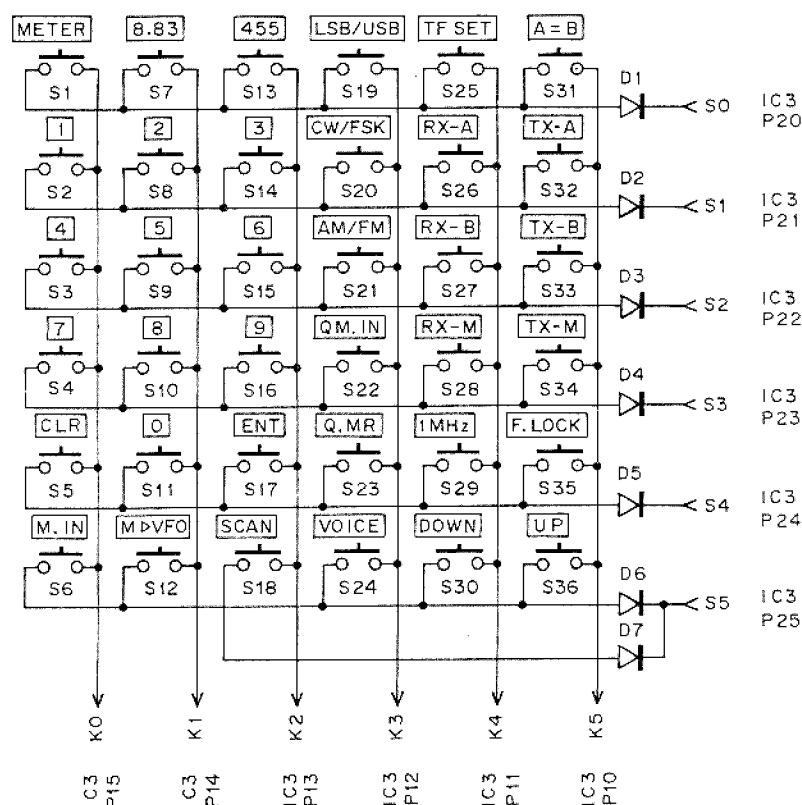 METER 8.83 455 LSB/USB TF SET A=B
D1
S1 S7 S13 S19 S25 S31
S0 IC3
P20
1 2 3 CW/FSK RX-A TX-A
D2
S2 S8 S14 S20 S26 S32
S1 IC3
P21
4 5 6 AM/FM RX-B TX-B
D3
S3 S9 S15 S21 S27 S33
S2 IC3
P22
7 8 9 QM.IN RX-M TX-M
D4
S4 S10 S16 S22 S28 S34
S3 IC3
P23
CLR 0 ENT Q.MR 1MHz F.LOCK
D5
S5 S11 S17 S23 S29 S35
S4 IC3
P24
M.IN M▷VFO SCAN VOICE DOWN UP
D6
S6 S12 S18 S24 S30 S36
S5 IC3
P25
D7
K0 K1 K2 K3 K4 K5
C3 C3 IC3 IC3 IC3 IC3
P15 P14 P13 P12 P11 P10